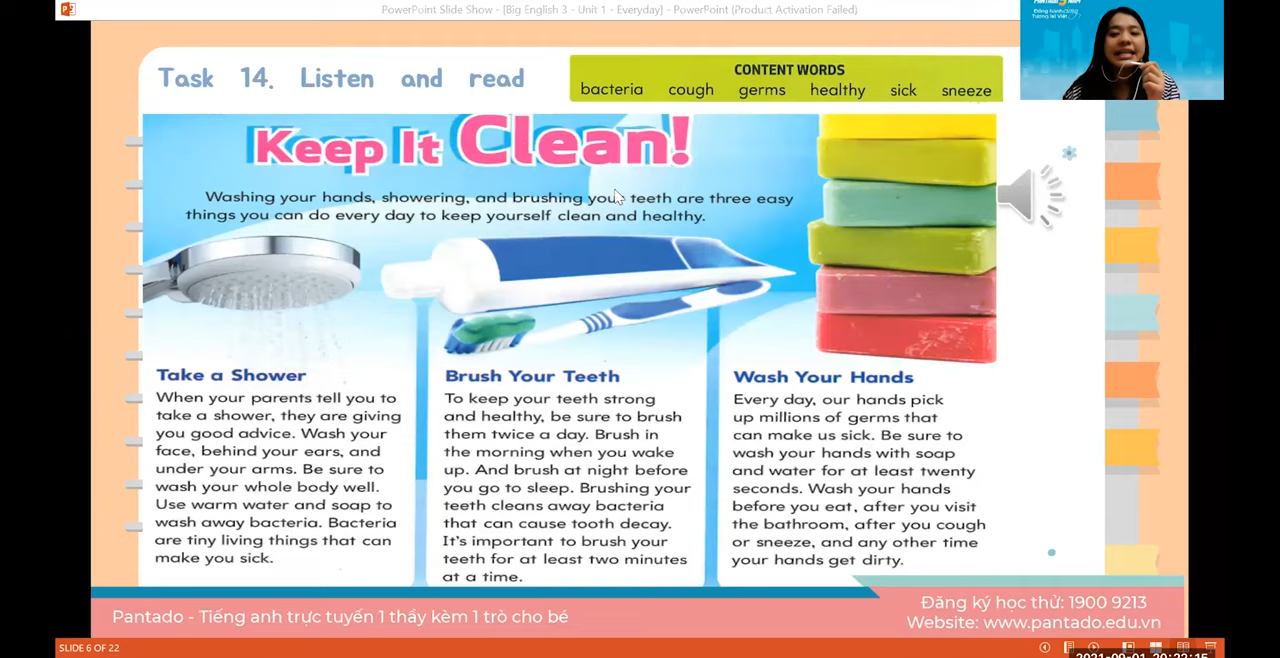 PowerPoint Slide Show - [Big English 3 - Unit 1 - Everyday] - PowerPoint (Product Activation Failed)
Task 14. Listen and read
CONTENT WORDS
bacteria cough germs healthy sick sneeze
Keep It Clean!
Washing your hands, showering, and brushing your teeth are three easy
things you can do every day to keep yourself clean and healthy.
Take a Shower
When your parents tell you to
take a shower, they are giving
you good advice. Wash your
face, behind your ears, and
under your arms. Be sure to
wash your whole body well.
Use warm water and soap to
wash away bacteria. Bacteria
are tiny living things that can
make you sick.
Brush Your Teeth
To keep your teeth strong
and healthy, be sure to brush
them twice a day. Brush in
the morning when you wake
up. And brush at night before
you go to sleep. Brushing your
teeth cleans away bacteria
that can cause tooth decay.
It's important to brush your
teeth for at least two minutes
at a time.
Wash Your Hands
Every day, our hands pick
up millions of germs that
can make us sick. Be sure to
wash your hands with soap
and water for at least twenty
seconds. Wash your hands
before you eat, after you visit
the bathroom, after you cough
or sneeze, and any other time
your hands get dirty.
Pantado - Tiếng anh trực tuyến 1 thầy kèm 1 trò cho bé
Đăng ký học thử: 1900 9213
Website: www.pantado.edu.vn
SLIDE 6 OF 22
2021-09-01 20:22:15